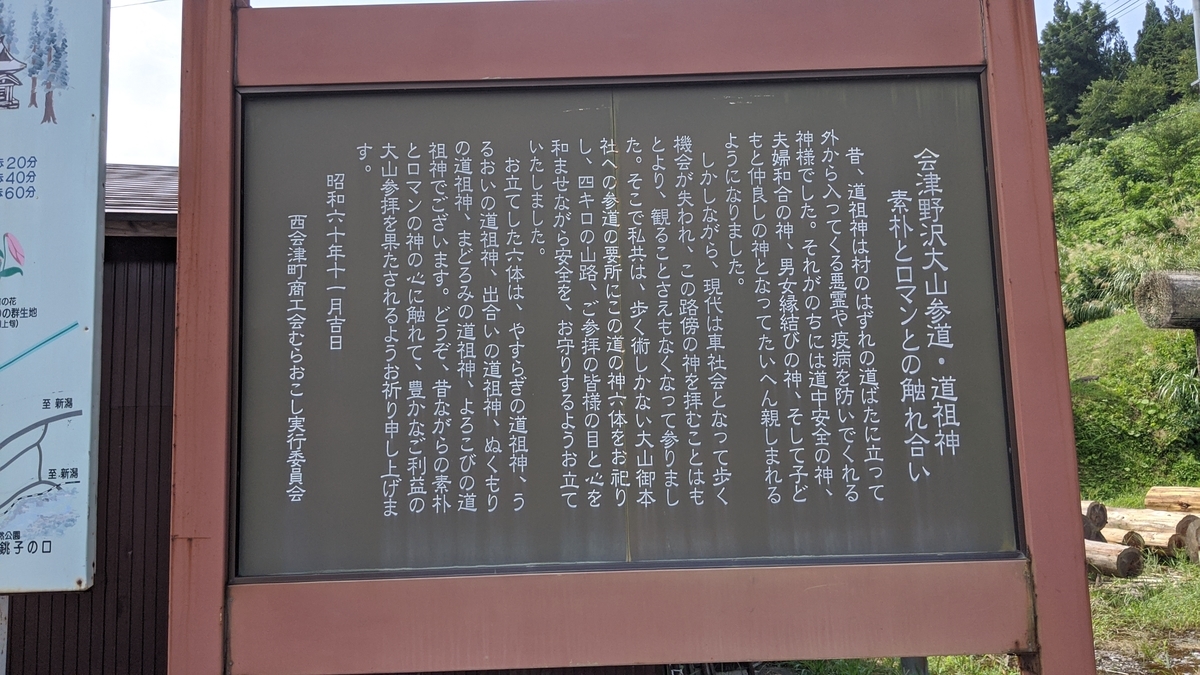 会津野沢大山参道・道祖神
素朴とロマンとの触れ合い
昔、道祖神は村のはずれの道ばたに立って
外から入ってくる悪霊や疫病を防いでくれる
神様でした。それがのちには道中安全の神、
夫婦和合の神、男女縁結びの神、そして子ど
もと仲良しの神となってたいへん親しまれる
ようになりました。
しかしながら、現代は車社会となって歩く
機会が失われ、この路傍の神を拝むことはも
とより、観ることさえもなくなって参りまし
た。そこで私共は、歩く術しかない大山御本
社への参道の要所にこの道の神六体をお祀り
し、四キロの山路、ご参拝の皆様の目と心を
和ませながら安全を、お守りするようお立て
いたしました。
お立てした六体は、やすらぎの道祖神、う
るおいの道祖神、出合いの道祖神、ぬくもり
の道祖神、まどろみの道祖神、よろこびの道
祖神でございます。どうぞ、昔ながらの素朴
とロマンの神の心に触れて、豊かなご利益の
大山参拝を果たされるようお祈り申し上げま
す。
昭和六十年十一月吉日
西会津町商工会むらおこし実行委員会
歩20分
歩40分
歩60分
の花
の群生地
至 新潟
至 新潟
然公園
銚子の口